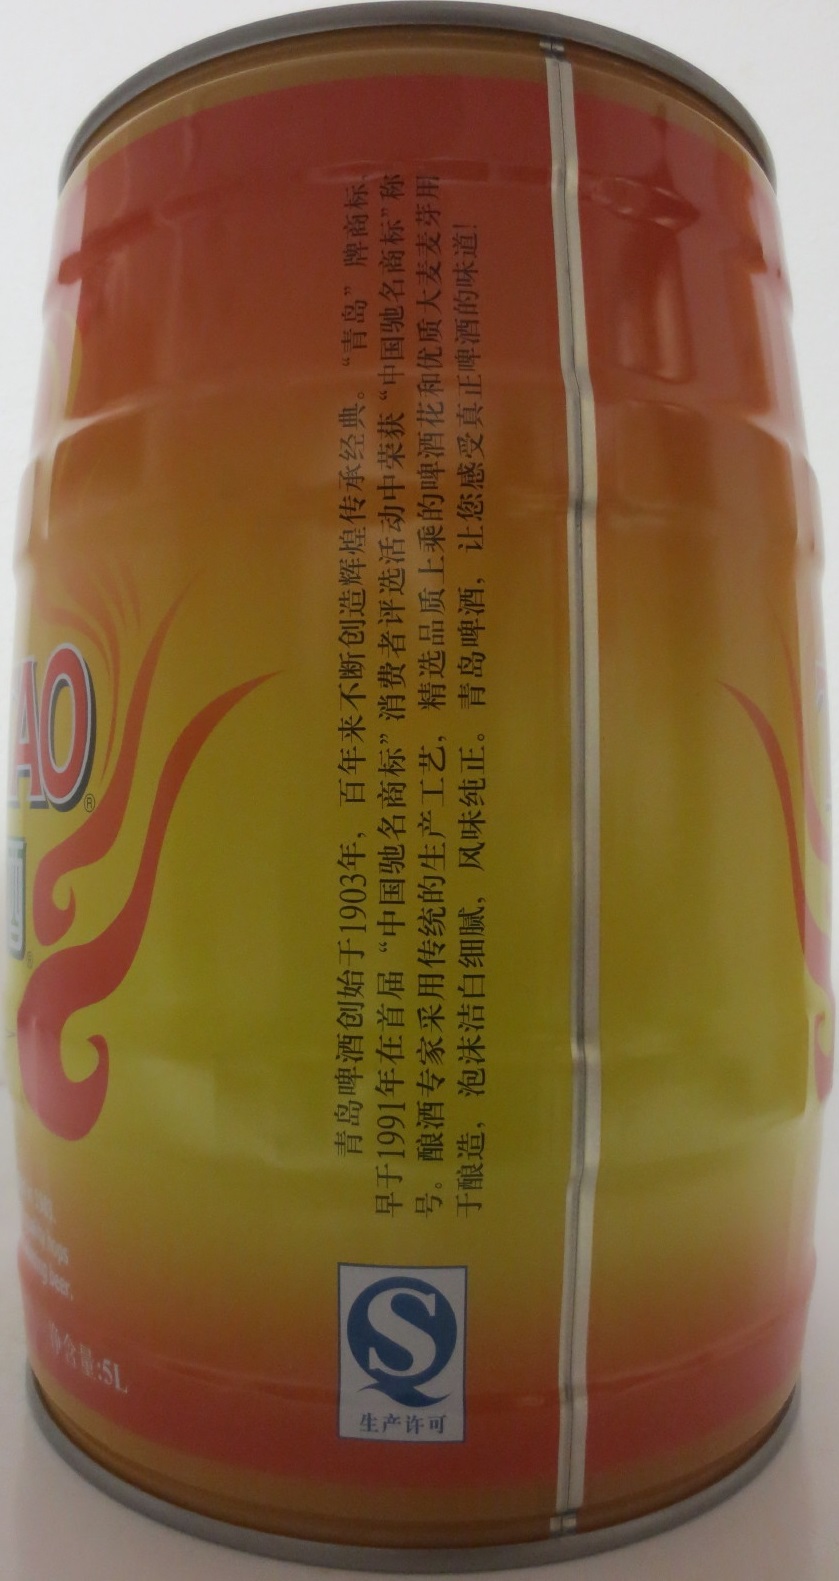 AO
®
®
1903.
hops
beer.
净含量:5L
青岛啤酒创始于1903年，百年来不断创造辉煌传承经典。“青岛”牌商标、
早于1991年在首届“中国驰名商标”消费者评选活动中荣获“中国驰名商标”称
号。酿酒专家采用传统的生产工艺，精选品质上乘的啤酒花和优质大麦麦芽用
于酿造，泡沫洁白细腻，风味纯正。青岛啤酒，让您感受真正啤酒的味道!
生产许可